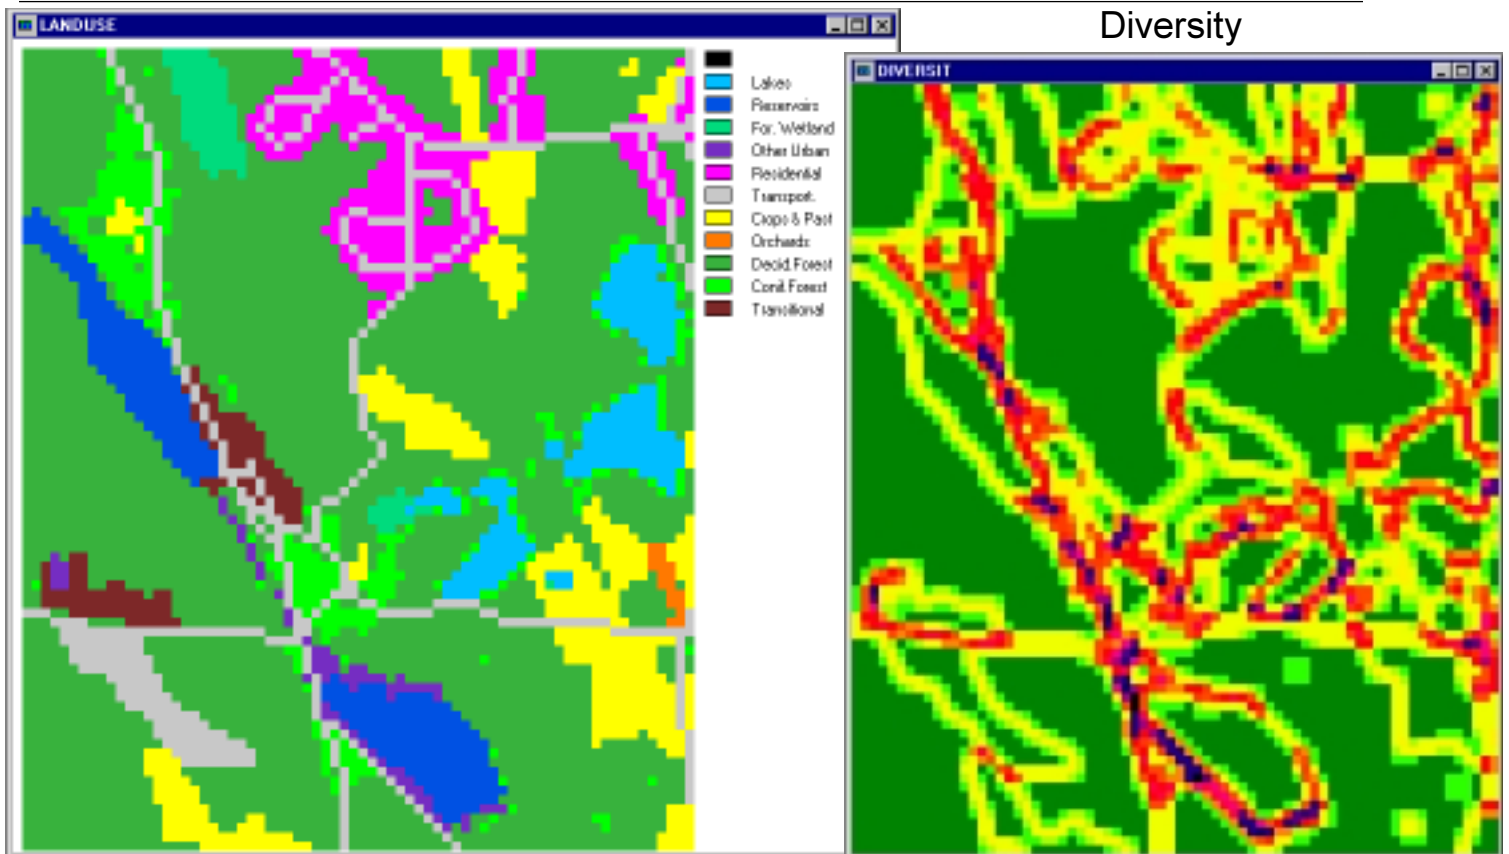 Diversity
LANDUSE
DIVERSIT
Lakes
Reservoirs
For. Wetland
Other Urban
Residential
Transport.
Crops & Past
Orchards
Decid.Forest
Conif.Forest
Transitional